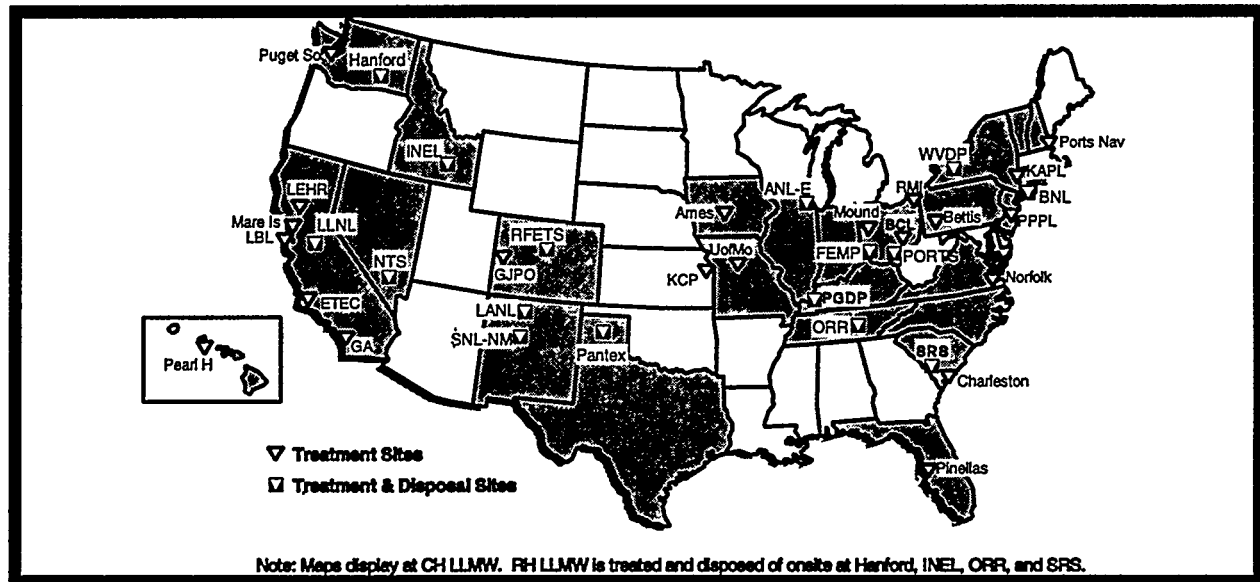 Puget So
Hanford
INEL
LEHR
Mare Is
LBL
LLNL
NTS
ETEC
GA
RFETS
GJPO
LANL
SNL-NM
Pantex
Pearl H
Ames
UofMo
KCP
ANL-E
Mound
BCL
RMI
FEMP
PORTS
PGDP
ORR
WVDP
Bettis
Ports Nav
KAPL
BNL
PPPL
Norfolk
SRS
Charleston
Pinellas
Treatment Sites
Treatment & Disposal Sites
Note: Maps display at CH LLMW. RH LLMW is treated and disposed of onsite at Hanford, INEL, ORR, and SRS.